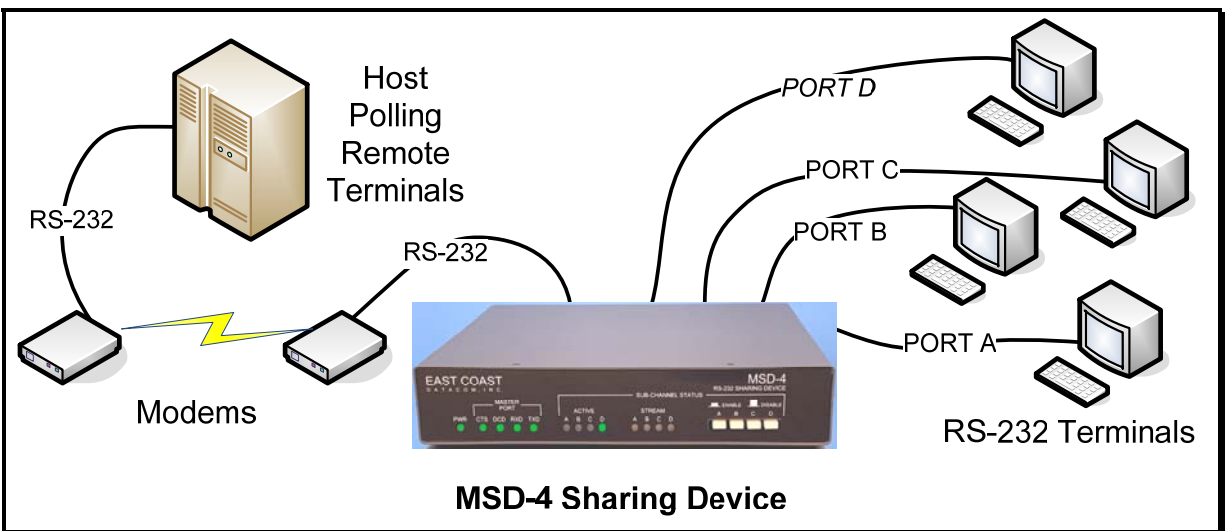 Host
Polling
Remote
Terminals
RS-232
RS-232
Modems
PORT D
PORT C
PORT B
PORT A
RS-232 Terminals
EAST COAST
DATACOM, INC.
MSD-4
RS-232 SHARING DEVICE
SUB-CHANNEL STATUS
MASTER
PORT
ACTIVE
STREAM
ENABLE DISABLE
PWR CTS DCD RXD TXD A B C D A B C D A B C D
MSD-4 Sharing Device